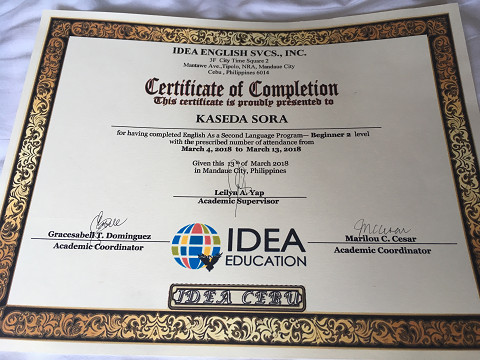 IDEA ENGLISH SVCS., INC.
3F City Time Square 2
Mantawe Ave.,Tipolo, NRA, Mandaue City
Cebu , Philippines 6014
Certificate of Completion
This certificate is proudly presented to
KASEDA SORA
for having completed English As a Second Language Program— Beginner 2 level
with the prescribed number of attendance from
March 4, 2018 to March 13, 2018
Given this 13th of March 2018
in Mandaue City, Philippines
Leilyn A. Yap
Academic Supervisor
Gracesabell T. Dominguez
Academic Coordinator
IDEA
EDUCATION
Marilou C. Cesar
Academic Coordinator
IDEA CEBU